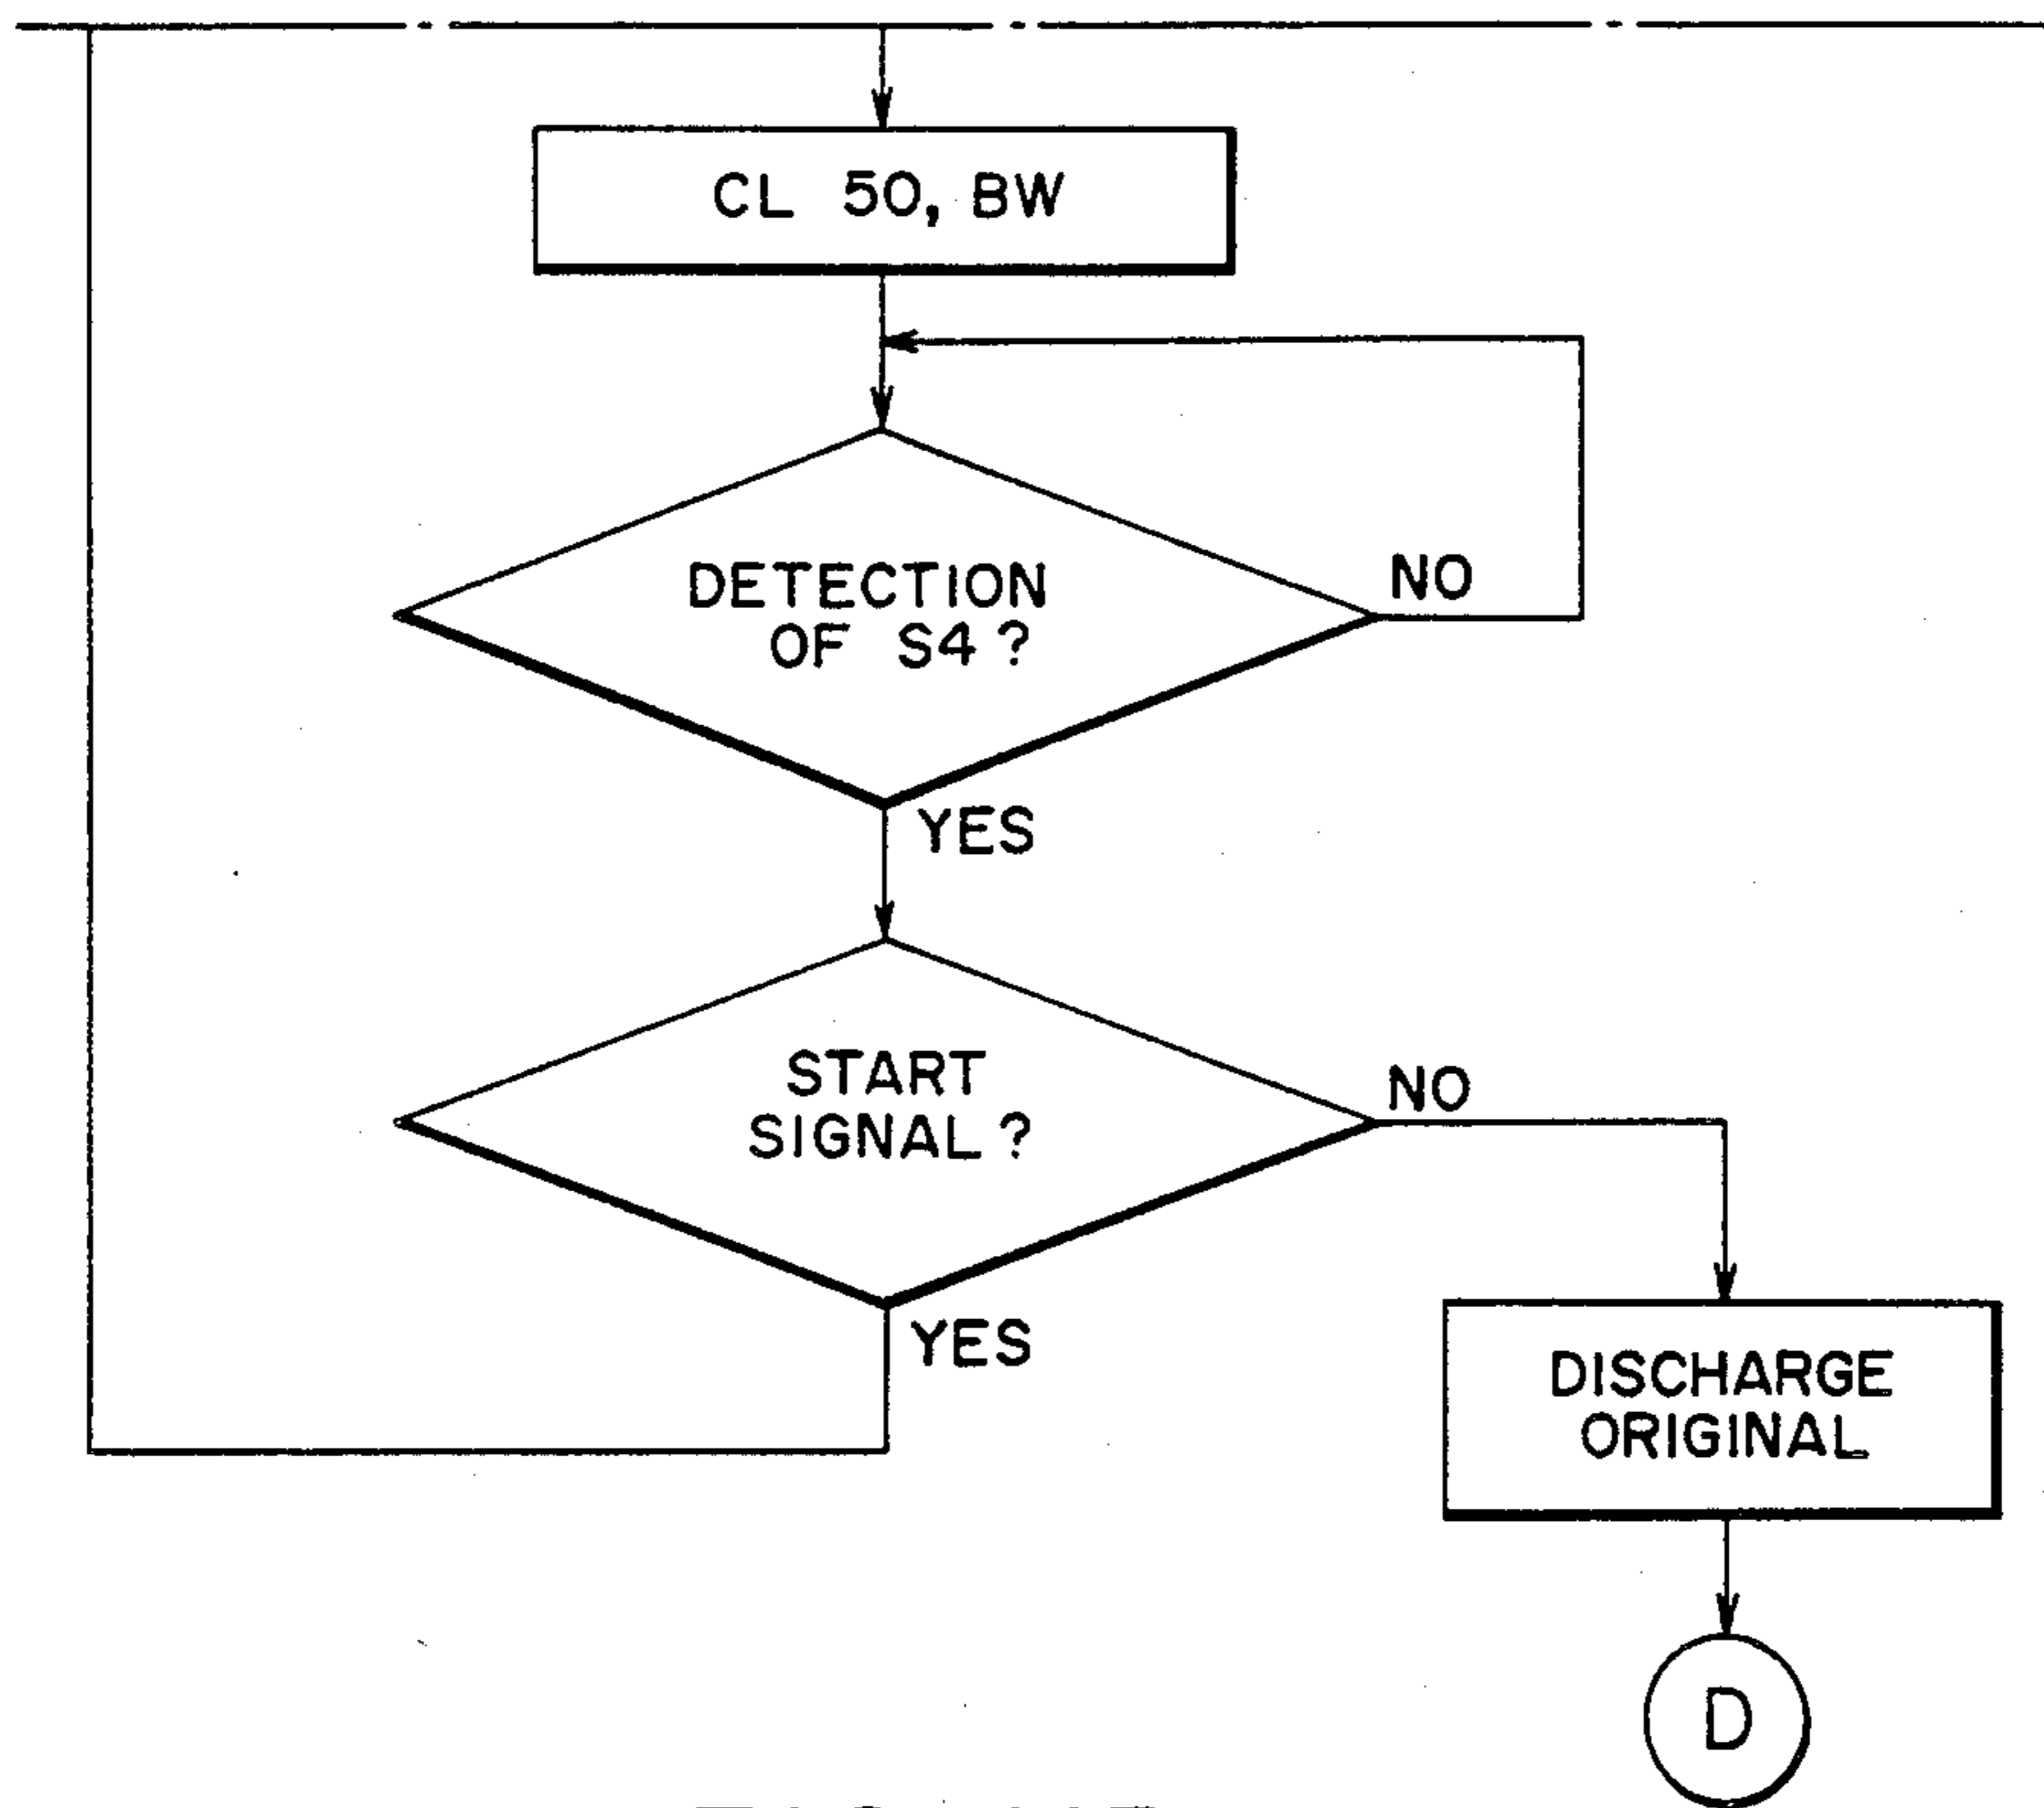 CL 50, BW
DETECTION
OF S4?
NO
YES
START
SIGNAL?
NO
YES
DISCHARGE
ORIGINAL
D